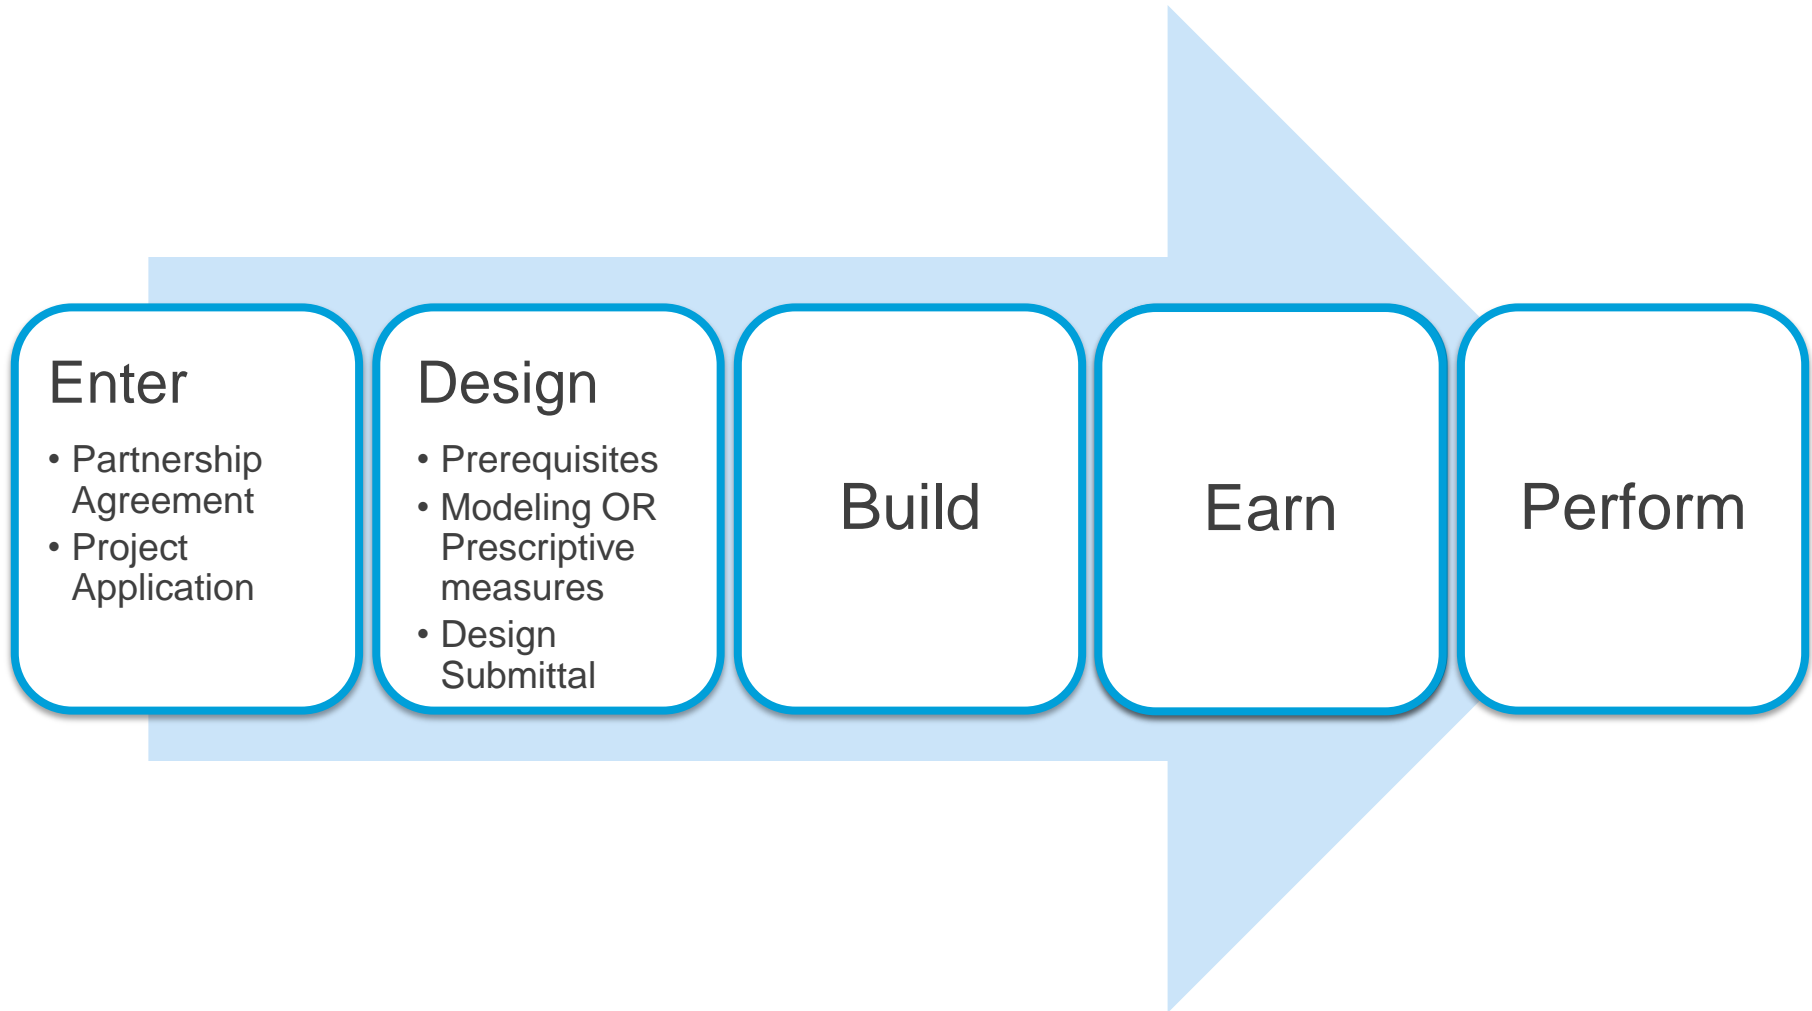 Enter
• Partnership
Agreement
• Project
Application
Design
• Prerequisites
• Modeling OR
Prescriptive
measures
• Design
Submittal
Build
Earn
Perform